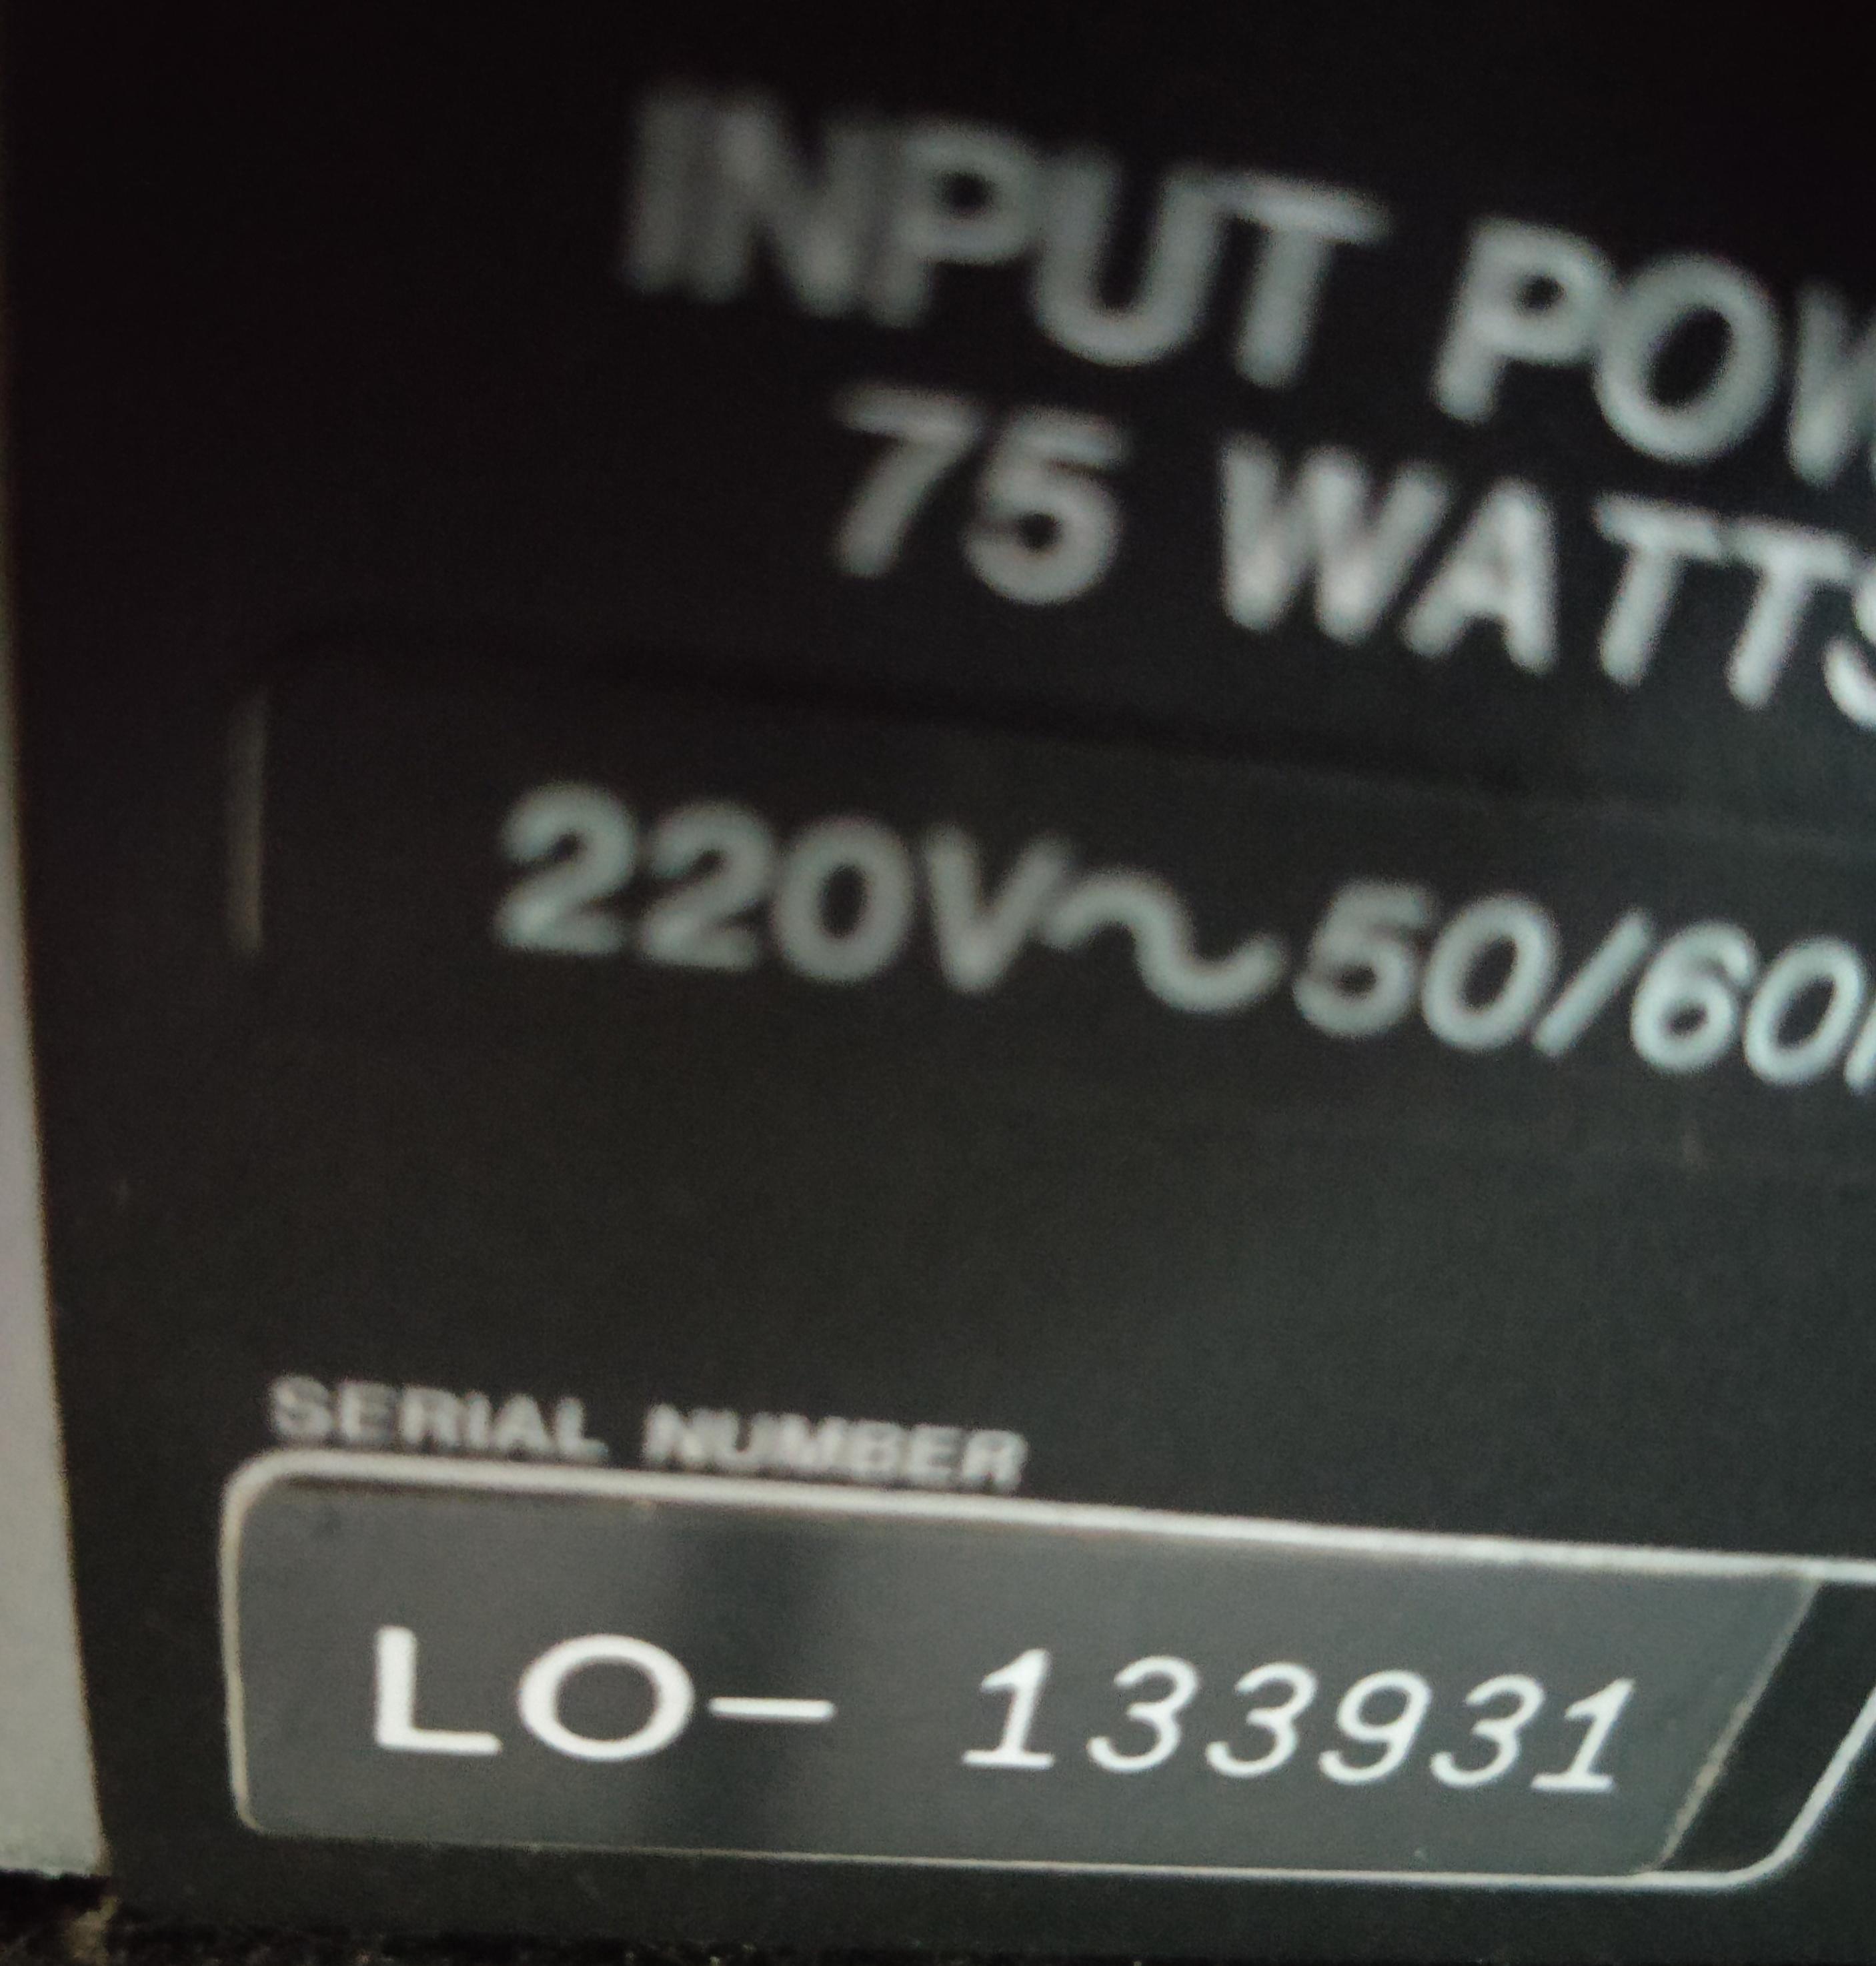 INPUT POW
75 WATTS
220V~50/60
SERIAL NUMBER
LO- 133931